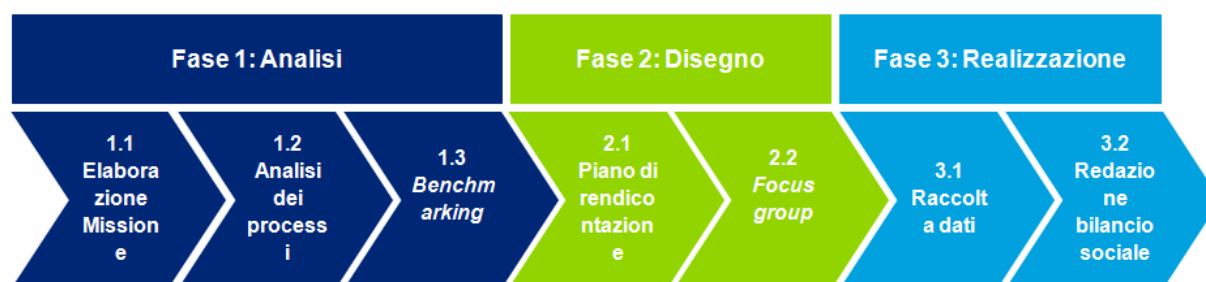 Fase 1: Analisi
Fase 2: Disegno
Fase 3: Realizzazione
1.1
Elabora
zione
Mission
e
1.2
Analisi
dei
process
i
1.3
Benchm
arking
2.1
Piano di
rendico
ntazion
e
2.2
Focus
group
3.1
Raccolt
a dati
3.2
Redazio
ne
bilancio
sociale